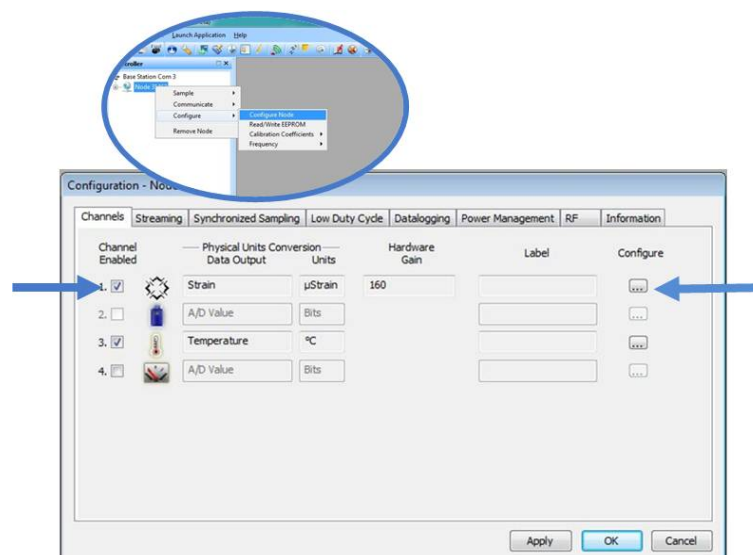 Launch Application Help
Base Station Com 3
Node
Sample
Communicate
Configure
Remove Node
Configure Node
Read/Write EEPROM
Calibration Coefficients
Frequency
Configuration - Node
Channels Streaming Synchronized Sampling Low Duty Cycle Datalogging Power Management RF Information
Channel Enabled
Physical Units Conversion
Data Output Units
Hardware Gain
Label
Configure
1. Strain µStrain 160 ...
2. A/D Value Bits ...
3. Temperature ºC ...
4. A/D Value Bits ...
Apply OK Cancel